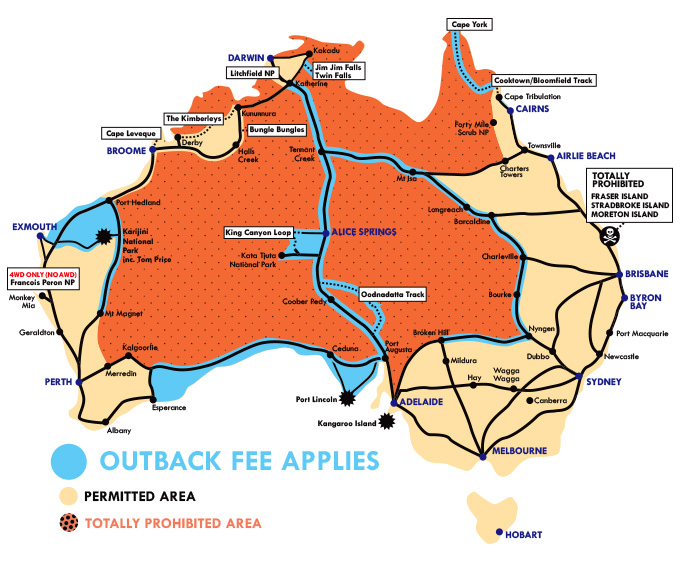 Cape York
DARWIN
Kakadu
Jim Jim Falls
Twin Falls
Litchfield NP
Katherine
Cooktown/Bloomfield Track
Cape Tribulation
CAIRNS
The Kimberleys
Kununurra
Forty Mile
Scrub NP
Cape Leveque
Bungle Bungles
Derby
BROOME
Halls
Creek
Tennant
Creek
Townsville
AIRLIE BEACH
Charters
Towers
Mt Isa
TOTALLY
PROHIBITED
FRASER ISLAND
STRADBROKE ISLAND
MORETON ISLAND
Port Hedland
Longreach
Barcaldine
EXMOUTH
Karijini
National
Park
inc. Tom Price
King Canyon Loop
ALICE SPRINGS
Kata Tjuta
National Park
Charleville
4WD ONLY (NO AWD)
Francois Peron NP
BRISBANE
Monkey
Mia
Oodnadatta Track
Coober Pedy
Bourke
BYRON
BAY
Mt Magnet
Geraldton
Kalgoorlie
Ceduna
Port
Augusta
Broken Hill
Nyngen
Port Macquarie
Merredin
Mildura
Dubbo
Newcastle
PERTH
Hay
Wagga
Wagga
SYDNEY
Esperance
Port Lincoln
ADELAIDE
Canberra
Albany
Kangaroo Island
MELBOURNE
OUTBACK FEE APPLIES
PERMITTED AREA
TOTALLY PROHIBITED AREA
HOBART